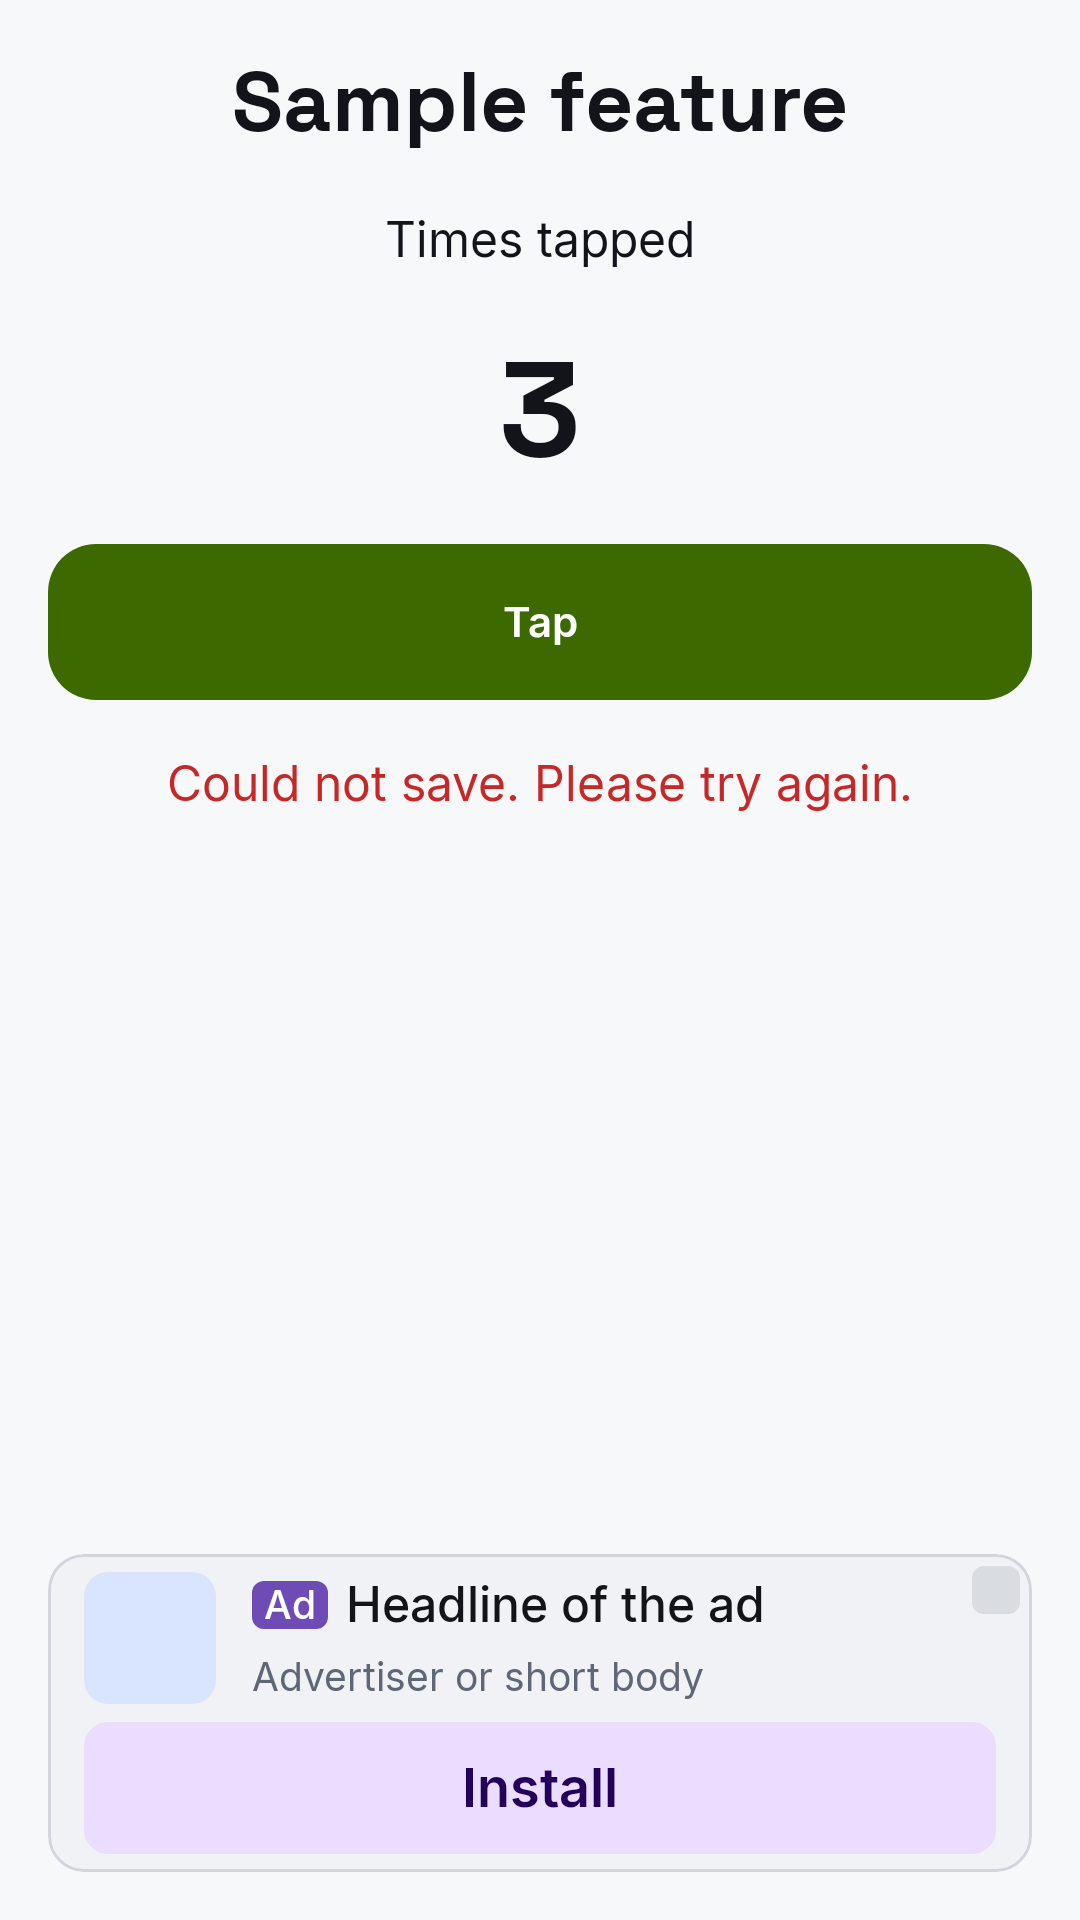 Sample feature
Times tapped
3
Tap
Could not save. Please try again.
Ad Headline of the ad
Advertiser or short body
Install